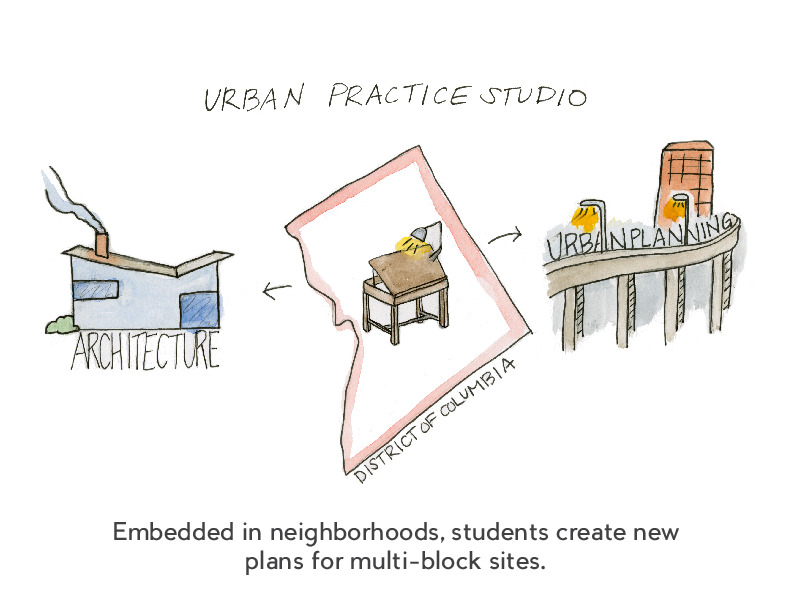 URBAN PRACTICE STUDIO
URBAN PLANNING
ARCHITECTURE
DISTRICT OF COLUMBIA
Embedded in neighborhoods, students create new
plans for multi-block sites.